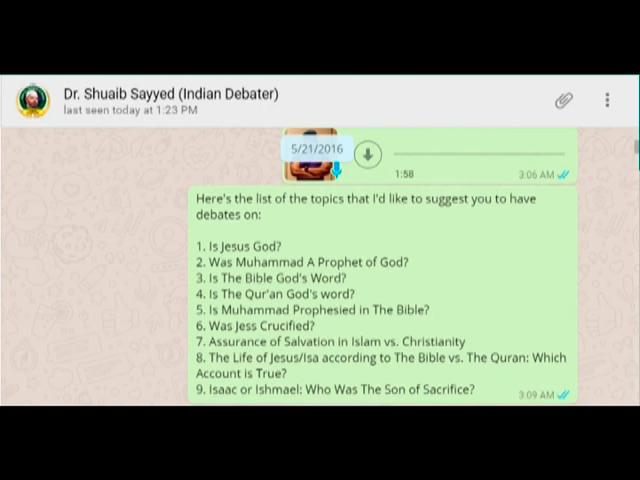 Dr. Shuaib Sayyed (Indian Debater)
last seen today at 1:23 PM
5/21/2016
1:58
3:06 AM
Here's the list of the topics that I'd like to suggest you to have
debates on:
1. Is Jesus God?
2. Was Muhammad A Prophet of God?
3. Is The Bible God's Word?
4. Is The Qur'an God's word?
5. Is Muhammad Prophesied in The Bible?
6. Was Jess Crucified?
7. Assurance of Salvation in Islam vs. Christianity
8. The Life of Jesus/Isa according to The Bible vs. The Quran: Which
Account is True?
9. Isaac or Ishmael: Who Was The Son of Sacrifice?
3:09 AM